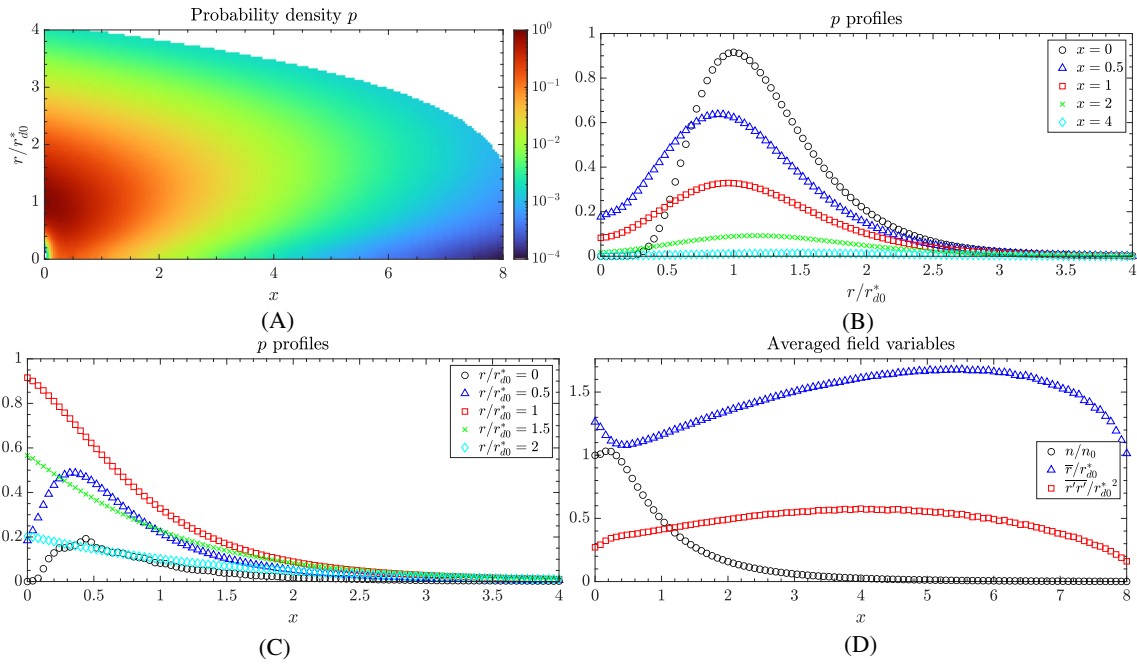 Probability density p
4
3
2
1
0
0 2 4 6 8
r/r*d0
x
10^0
10^-1
10^-2
10^-3
10^-4
(A)
p profiles
1
0.8
0.6
0.4
0.2
0
0 0.5 1 1.5 2 2.5 3 3.5 4
r/r*d0
x = 0
x = 0.5
x = 1
x = 2
x = 4
(B)
p profiles
1
0.8
0.6
0.4
0.2
0
0 0.5 1 1.5 2 2.5 3 3.5 4
x
r/r*d0 = 0
r/r*d0 = 0.5
r/r*d0 = 1
r/r*d0 = 1.5
r/r*d0 = 2
(C)
Averaged field variables
1.5
1
0.5
0
0 1 2 3 4 5 6 7 8
x
n/n0
r̅/r*d0
r′r′̅/r*d0²
(D)